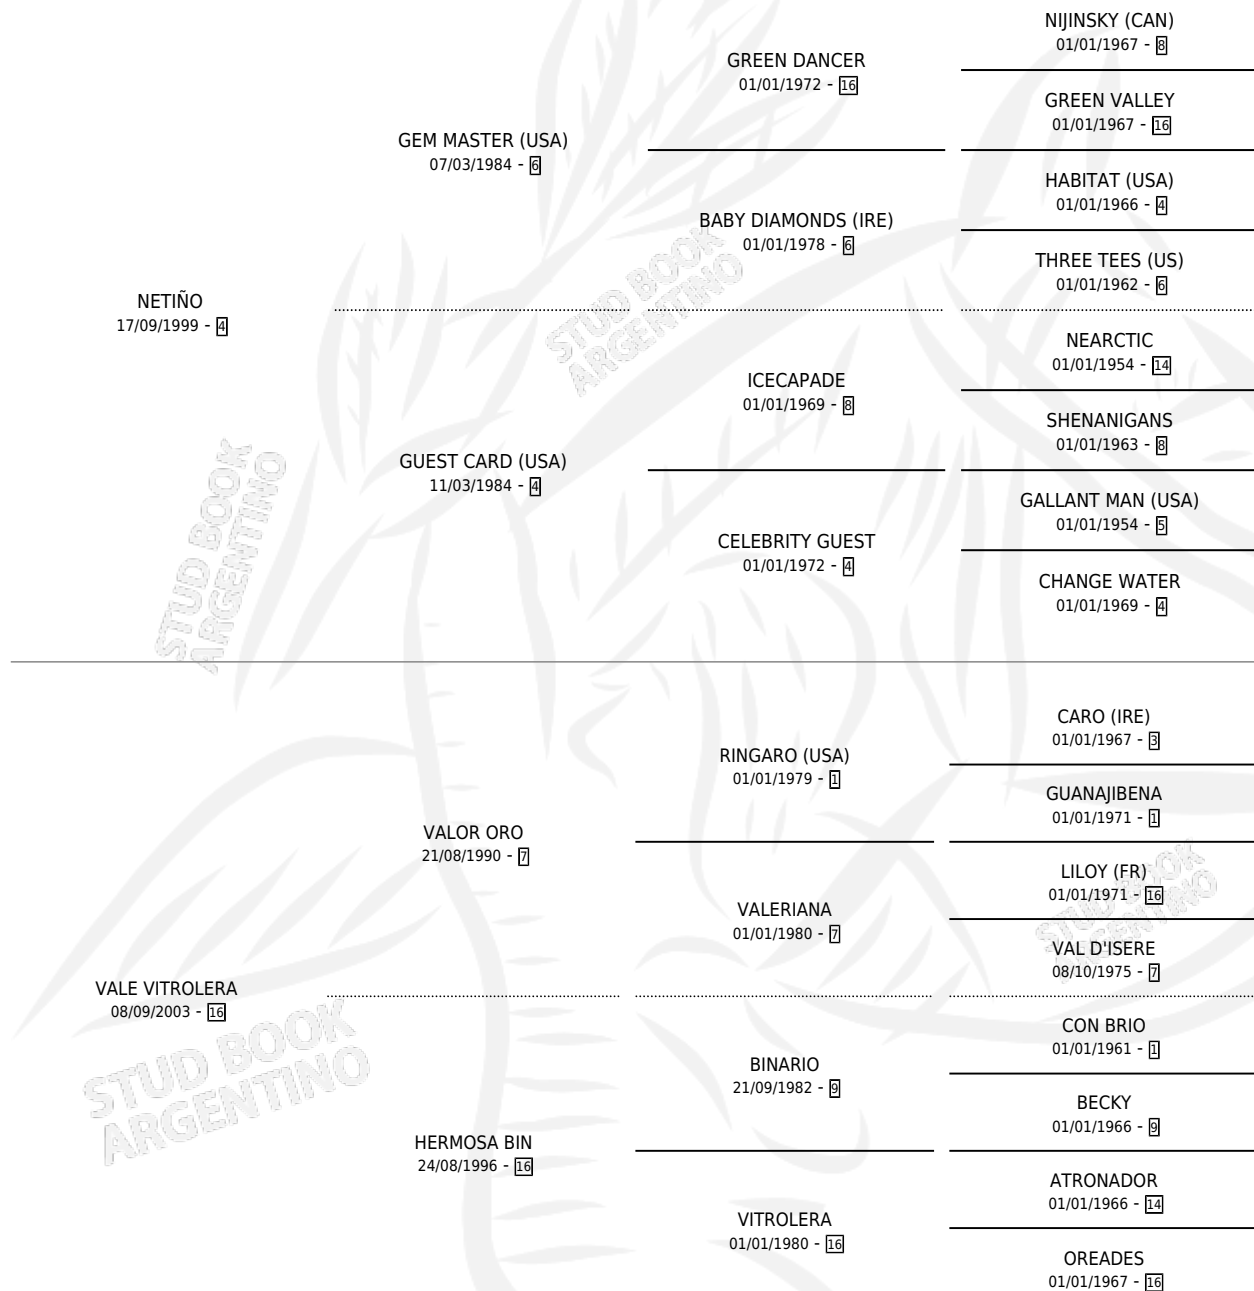 NIJINSKY (CAN)
01/01/1967 - 8
GREEN DANCER
01/01/1972 - 16
GREEN VALLEY
01/01/1967 - 16
GEM MASTER (USA)
07/03/1984 - 6
HABITAT (USA)
01/01/1966 - 4
BABY DIAMONDS (IRE)
01/01/1978 - 6
THREE TEES (US)
01/01/1962 - 6
NETIÑO
17/09/1999 - 4
NEARCTIC
01/01/1954 - 14
ICECAPADE
01/01/1969 - 8
SHENANIGANS
01/01/1963 - 8
GUEST CARD (USA)
11/03/1984 - 4
GALLANT MAN (USA)
01/01/1954 - 5
CELEBRITY GUEST
01/01/1972 - 4
CHANGE WATER
01/01/1969 - 4
CARO (IRE)
01/01/1967 - 3
RINGARO (USA)
01/01/1979 - 1
GUANAJIBENA
01/01/1971 - 1
VALOR ORO
21/08/1990 - 7
LILOY (FR)
01/01/1971 - 16
VALERIANA
01/01/1980 - 7
VAL D'ISERE
08/10/1975 - 7
VALE VITROLERA
08/09/2003 - 16
CON BRIO
01/01/1961 - 1
BINARIO
21/09/1982 - 9
BECKY
01/01/1966 - 9
HERMOSA BIN
24/08/1996 - 16
ATRONADOR
01/01/1966 - 14
VITROLERA
01/01/1980 - 16
OREADES
01/01/1967 - 16
STUD BOOK
ARGENTINO
STUD BOOK
ARGENTINO
STUD BOOK
ARGENTINO
STUD BOOK
ARGENTINO